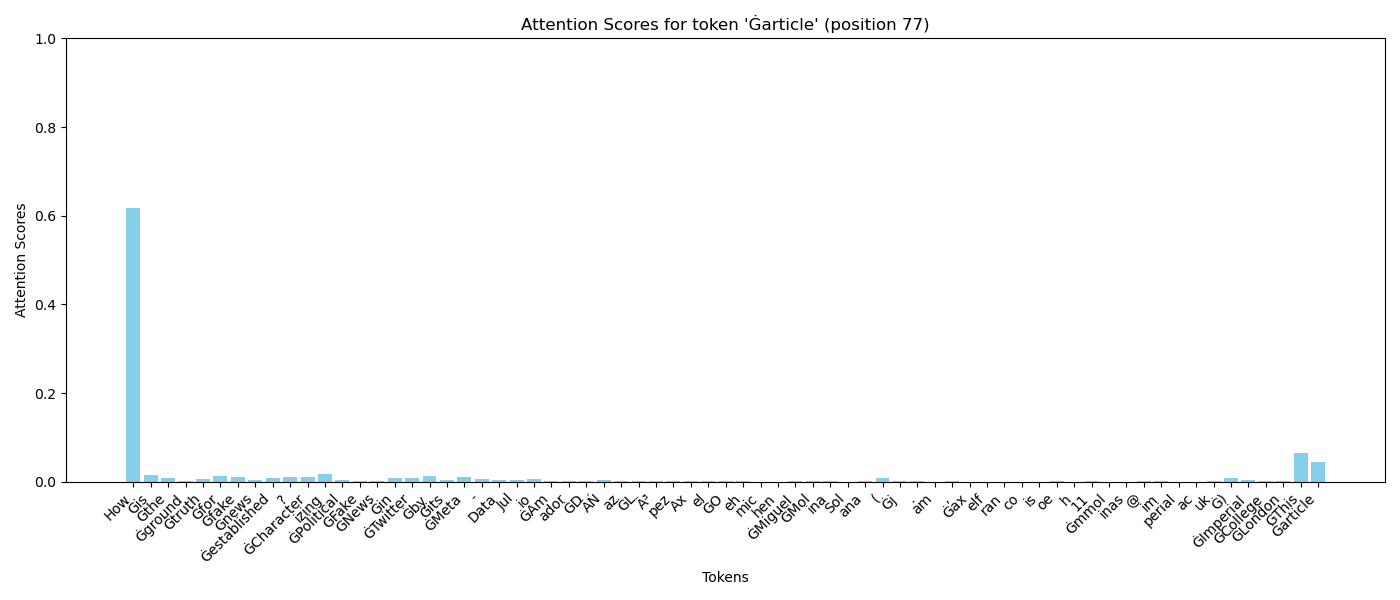 Attention Scores for token 'Ġarticle' (position 77)
1.0
0.8
0.6
0.4
0.2
0.0
Attention Scores
How
Ġis
Ġthe
Ġground
Ġtruth
Ġfor
Ġfake
Ġnews
Ġestablished
?
ĠCharacter
izing
ĠPolitical
ĠFake
ĠNews
Ġin
ĠTwitter
Ġby
Ġits
ĠMeta
-
Data
Jul
io
ĠAm
ador
ĠD
az
ĠL
pez
Ax
el
ĠO
eh
mic
hen
ĠMiguel
ĠMol
ina
Sol
ana
(
Ġj
.
im
Ġax
elf
ran
co
is
oe
h
11
Ġmmol
inas
@
im
perial
.
ac
uk
Ġ)
ĠImperial
ĠCollege
ĠLondon
ĠThis
Ġarticle
Tokens